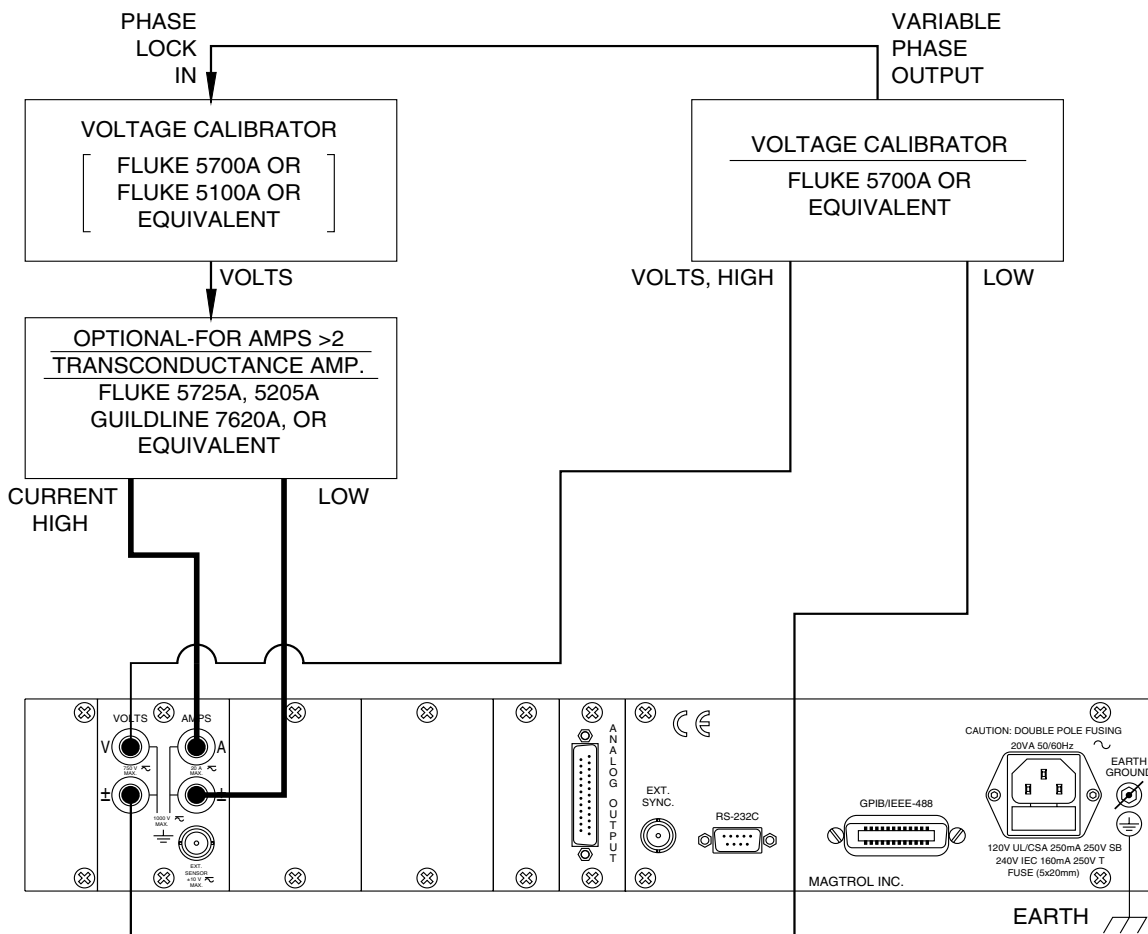 PHASE
LOCK
IN
VARIABLE
PHASE
OUTPUT
VOLTAGE CALIBRATOR
FLUKE 5700A OR
FLUKE 5100A OR
EQUIVALENT
VOLTAGE CALIBRATOR
FLUKE 5700A OR
EQUIVALENT
VOLTS
VOLTS, HIGH
LOW
OPTIONAL-FOR AMPS >2
TRANSCONDUCTANCE AMP.
FLUKE 5725A, 5205A
GUILDLINE 7620A, OR
EQUIVALENT
CURRENT
HIGH
LOW
VOLTS
AMPS
V
A
750 V
MAX.
20 A
MAX.
±
±
1000 V
MAX.
EXT.
SENSOR
±10 V
MAX.
ANALOG OUTPUT
CE
EXT.
SYNC.
RS-232C
GPIB/IEEE-488
MAGTROL INC.
CAUTION: DOUBLE POLE FUSING
20VA 50/60Hz
EARTH
GROUND
120V UL/CSA 250mA 250V SB
240V IEC 160mA 250V T
FUSE (5x20mm)
EARTH